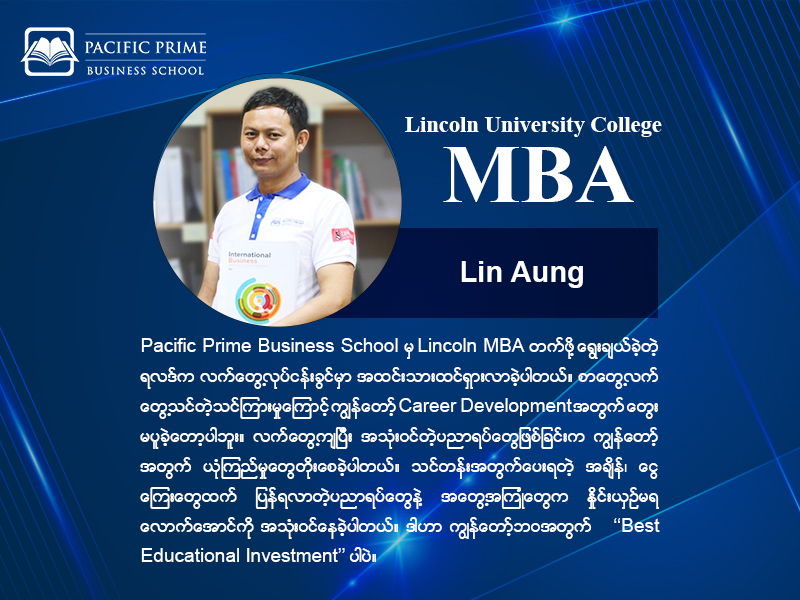 PACIFIC PRIME
BUSINESS SCHOOL
Lincoln University College
MBA
Lin Aung
International
Business
Pacific Prime Business School မှ Lincoln MBA တက်ဖို့ ရွေးချယ်ခဲ့တဲ့
ရလဒ်က လက်တွေ့လုပ်ငန်းခွင်မှာ အထင်းသားထင်ရှားလာခဲ့ပါတယ်။ စာတွေ့လက်
တွေ့သင်တဲ့သင်ကြားမှုကြောင့် ကျွန်တော့် Career Development အတွက် တွေး
မပူခဲ့တော့ပါဘူး။ လက်တွေ့ကျပြီး အသုံးဝင်တဲ့ပညာရပ်တွေဖြစ်ခြင်းက ကျွန်တော့်
အတွက် ယုံကြည်မှုတွေတိုးစေခဲ့ပါတယ်။ သင်တန်းအတွက်ပေးရတဲ့ အချိန်၊ ငွေ
ကြေးတွေထက် ပြန်ရလာတဲ့ပညာရပ်တွေနဲ့ အတွေ့အကြုံတွေက နှိုင်းယှဉ်မရ
လောက်အောင်ကို အသုံးဝင်နေခဲ့ပါတယ်။ ဒါဟာ ကျွန်တော့်ဘဝအတွက် “Best
Educational Investment” ပါပဲ။